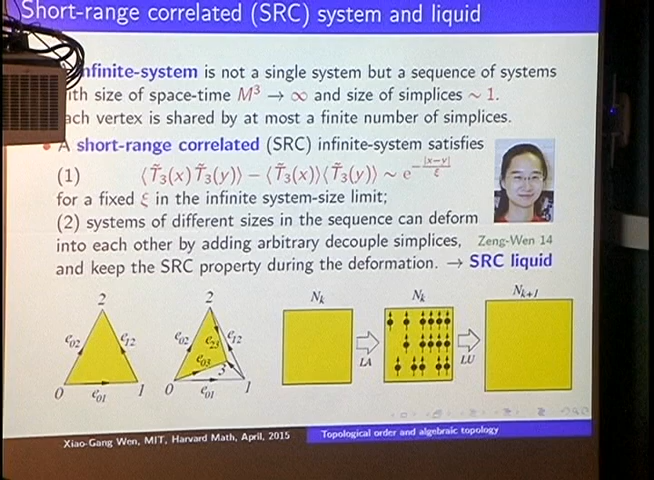 Short-range correlated (SRC) system and liquid
nfinite-system is not a single system but a sequence of systems
ith size of space-time M³ → ∞ and size of simplices ∼ 1.
ach vertex is shared by at most a finite number of simplices.
• A short-range correlated (SRC) infinite-system satisfies
(1) ⟨T̃₃(x)T̃₃(y)⟩ − ⟨T̃₃(x)⟩⟨T̃₃(y)⟩ ∼ e^{−|x−y|/ξ}
for a fixed ξ in the infinite system-size limit;
(2) systems of different sizes in the sequence can deform
into each other by adding arbitrary decouple simplices, Zeng-Wen 14
and keep the SRC property during the deformation. → SRC liquid
2 2 N_k N_k N_{k+1}
e₀₂ e₁₂ e₀₂ e₂₃ e₁₂
e₀₃ 3 LA LU
0 e₀₁ 1 0 e₀₁ 1
Xiao-Gang Wen, MIT, Harvard Math, April, 2015 Topological order and algebraic topology